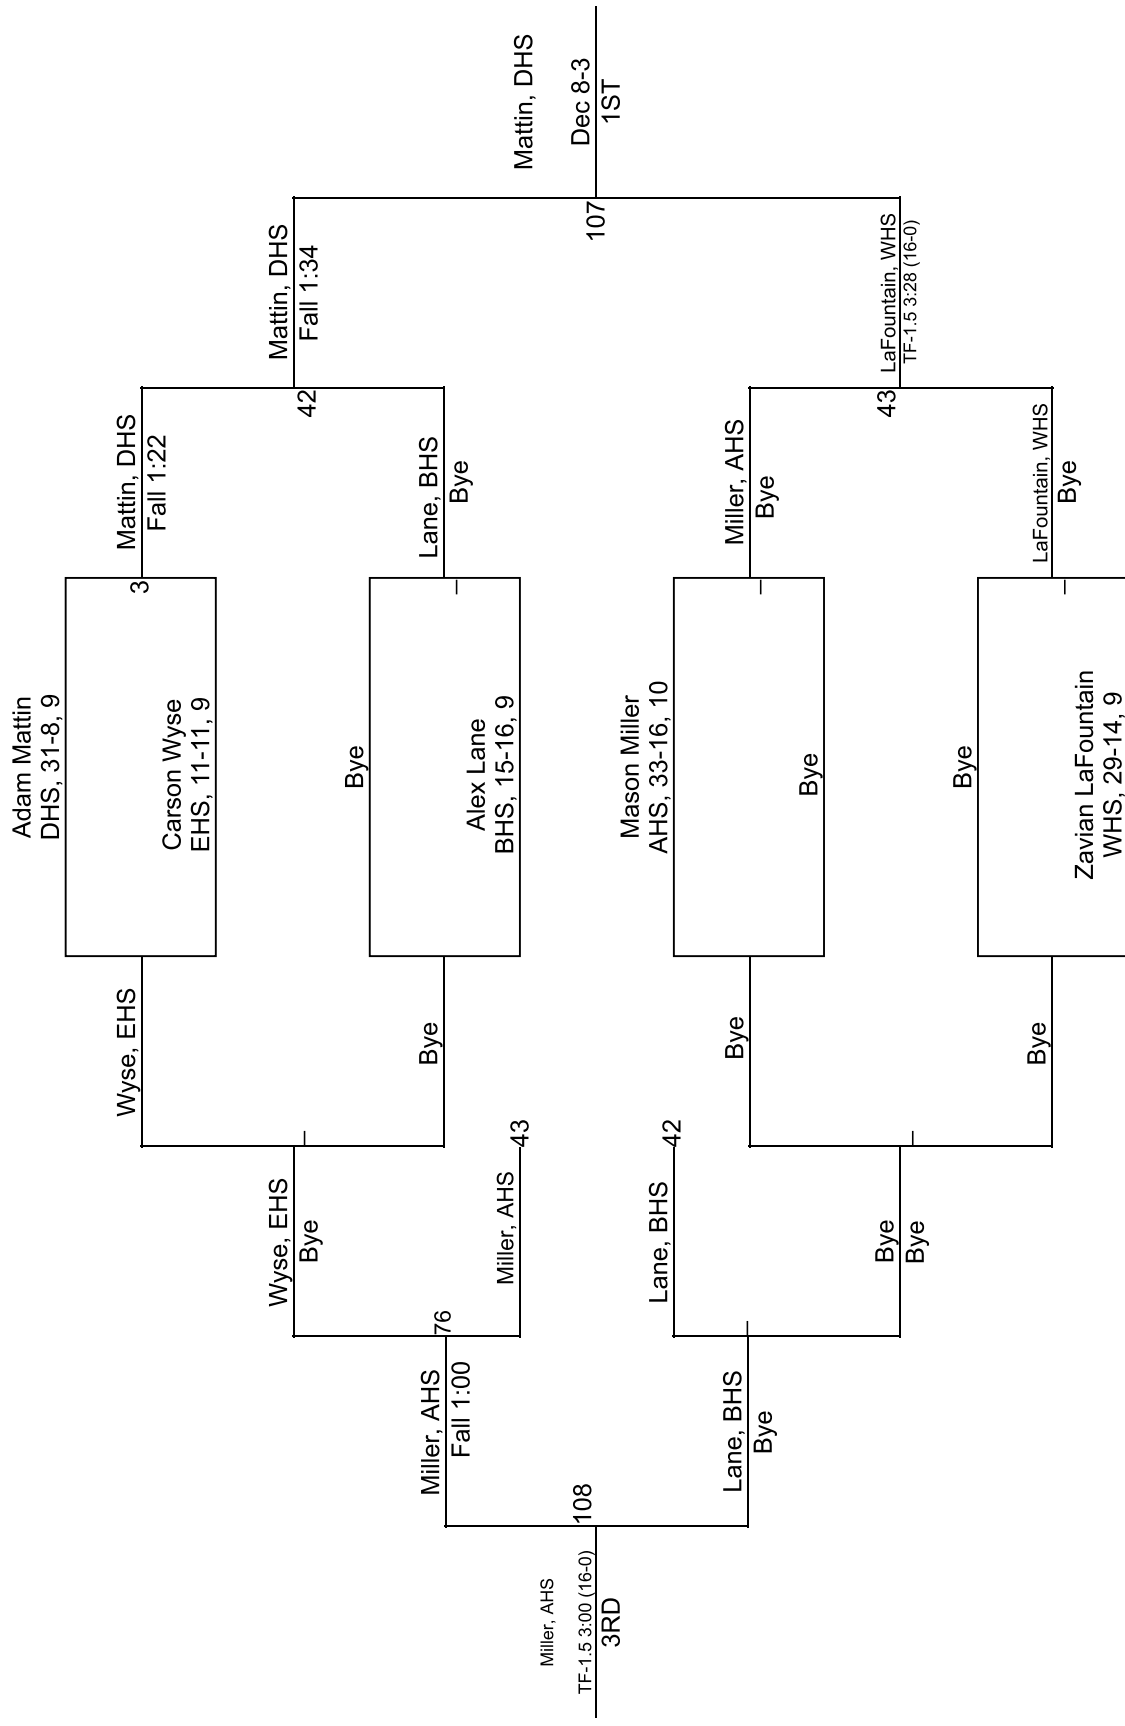 Adam Mattin
DHS, 31-8, 9
3
Carson Wyse
EHS, 11-11, 9
Bye
Alex Lane
BHS, 15-16, 9
Mason Miller
AHS, 33-16, 10
Bye
Bye
Zavian LaFountain
WHS, 29-14, 9
Mattin, DHS
Fall 1:22
42
Lane, BHS
Bye
Miller, AHS
Bye
43
LaFountain, WHS
Bye
Mattin, DHS
Fall 1:34
107
LaFountain, WHS
TF-1.5 3:28 (16-0)
Mattin, DHS
Dec 8-3
1ST
Wyse, EHS
Bye
Bye
Bye
Wyse, EHS
Bye
43
Miller, AHS
42
Lane, BHS
Bye
Bye
76
Miller, AHS
Fall 1:00
Lane, BHS
Bye
108
Miller, AHS
TF-1.5 3:00 (16-0)
3RD